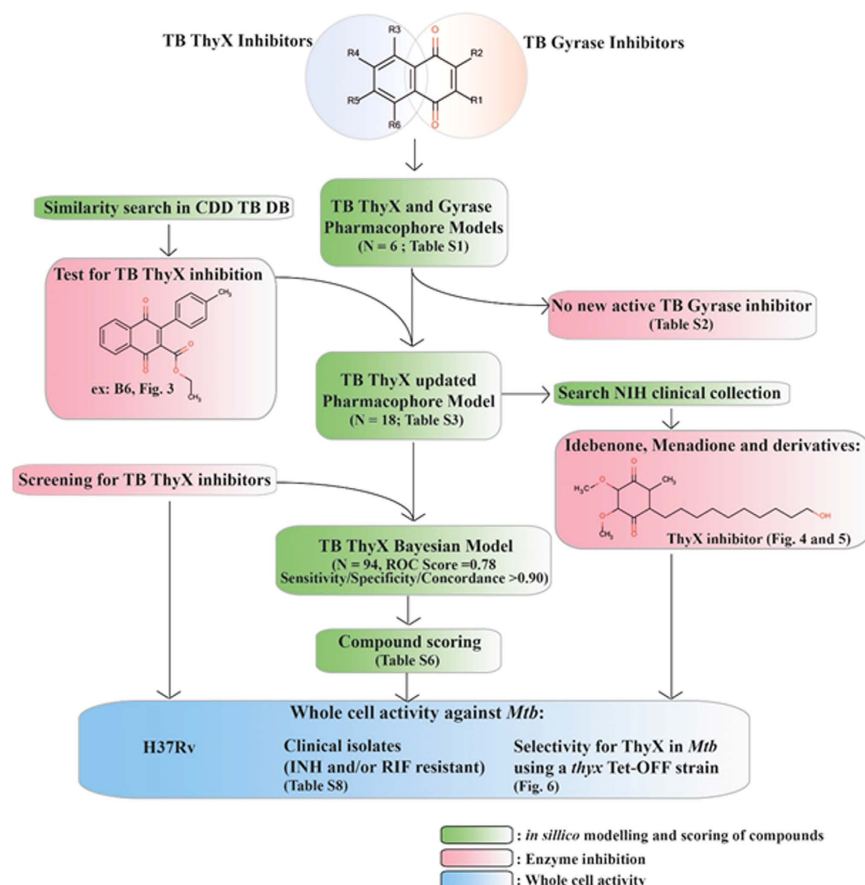 TB ThyX Inhibitors
TB Gyrase Inhibitors
R3
O
R4
R2
R5
R1
R6
O
Similarity search in CDD TB DB
TB ThyX and Gyrase
Pharmacophore Models
(N = 6 ; Table S1)
Test for TB ThyX inhibition
CH₃
O
O
O
O
CH₃
ex: B6, Fig. 3
No new active TB Gyrase inhibitor
(Table S2)
TB ThyX updated
Pharmacophore Model
(N = 18; Table S3)
Search NIH clinical collection
Idebenone, Menadione and derivatives:
O
CH₃
H₃C
O
O
O
CH₃
OH
ThyX inhibitor (Fig. 4 and 5)
Screening for TB ThyX inhibitors
TB ThyX Bayesian Model
(N = 94, ROC Score =0.78
Sensitivity/Specificity/Concordance >0.90)
Compound scoring
(Table S6)
Whole cell activity against Mtb:
H37Rv
Clinical isolates
(INH and/or RIF resistant)
(Table S8)
Selectivity for ThyX in Mtb
using a thyx Tet-OFF strain
(Fig. 6)
: in sillico modelling and scoring of compounds
: Enzyme inhibition
: Whole cell activity